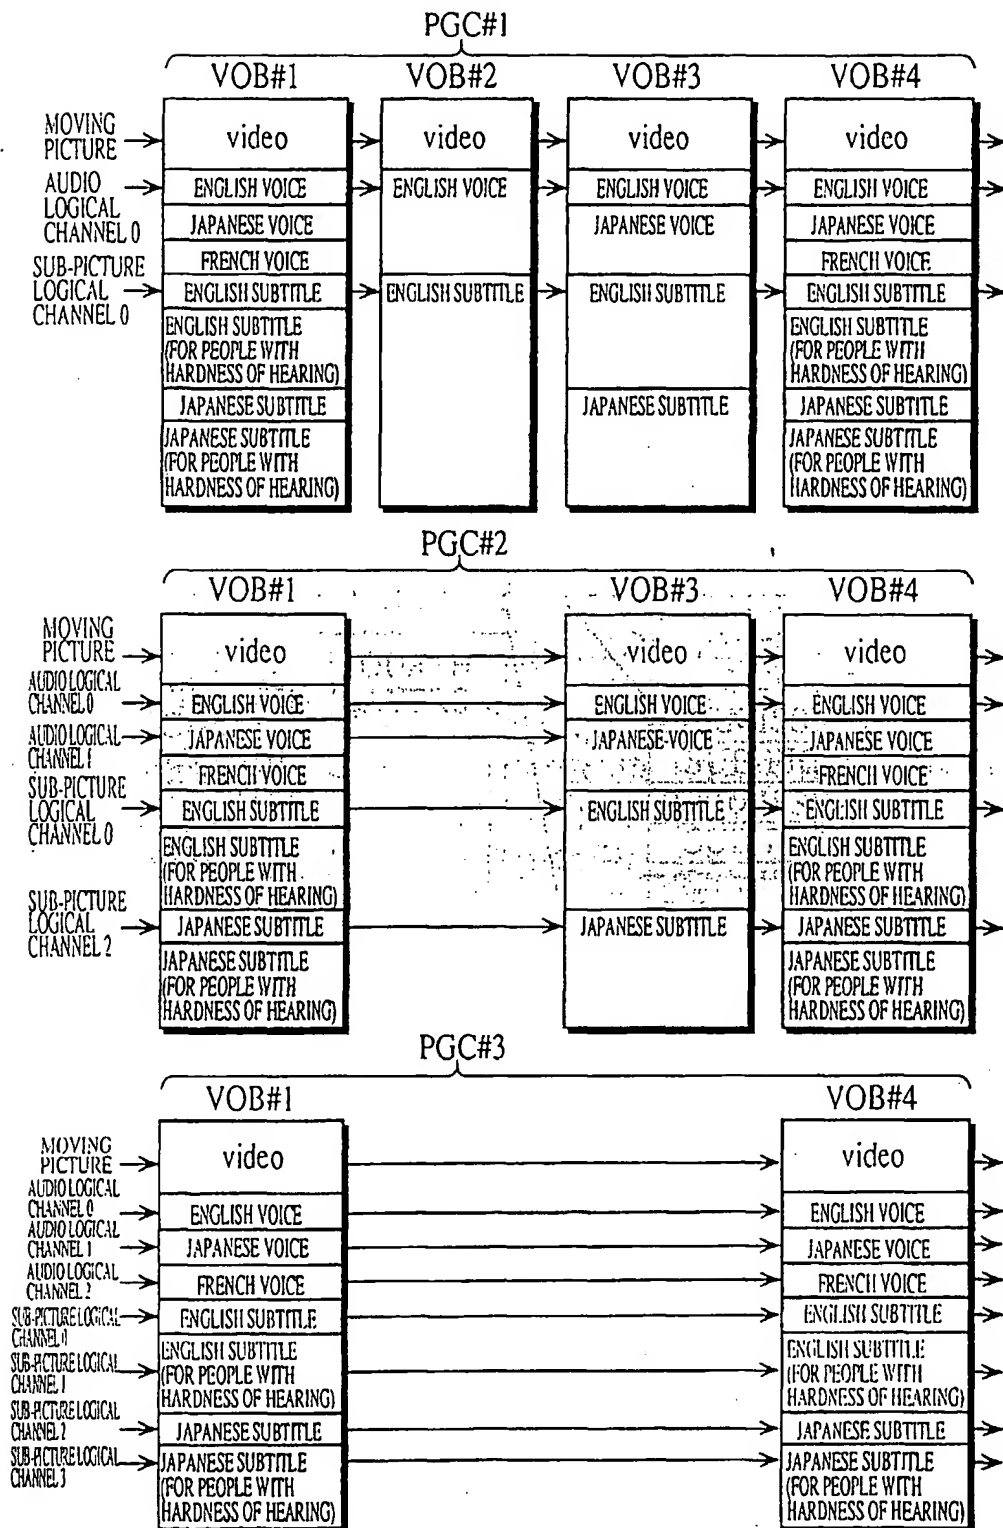 PGC#1
VOB#1 VOB#2 VOB#3 VOB#4
MOVING
PICTURE
video video video video
AUDIO
LOGICAL
CHANNEL 0
ENGLISH VOICE ENGLISH VOICE ENGLISH VOICE ENGLISH VOICE
JAPANESE VOICE JAPANESE VOICE JAPANESE VOICE
FRENCH VOICE FRENCH VOICE
SUB-PICTURE
LOGICAL
CHANNEL 0
ENGLISH SUBTITLE ENGLISH SUBTITLE ENGLISH SUBTITLE ENGLISH SUBTITLE
ENGLISH SUBTITLE
(FOR PEOPLE WITH
HARDNESS OF HEARING)
ENGLISH SUBTITLE
(FOR PEOPLE WITH
HARDNESS OF HEARING)
JAPANESE SUBTITLE JAPANESE SUBTITLE JAPANESE SUBTITLE
JAPANESE SUBTITLE
(FOR PEOPLE WITH
HARDNESS OF HEARING)
JAPANESE SUBTITLE
(FOR PEOPLE WITH
HARDNESS OF HEARING)
PGC#2
VOB#1 VOB#3 VOB#4
MOVING
PICTURE
video video video
AUDIO LOGICAL
CHANNEL 0
ENGLISH VOICE ENGLISH VOICE ENGLISH VOICE
AUDIO LOGICAL
CHANNEL 1
JAPANESE VOICE JAPANESE VOICE JAPANESE VOICE
FRENCH VOICE FRENCH VOICE
SUB-PICTURE
LOGICAL
CHANNEL 0
ENGLISH SUBTITLE ENGLISH SUBTITLE ENGLISH SUBTITLE
ENGLISH SUBTITLE
(FOR PEOPLE WITH
HARDNESS OF HEARING)
ENGLISH SUBTITLE
(FOR PEOPLE WITH
HARDNESS OF HEARING)
SUB-PICTURE
LOGICAL
CHANNEL 2
JAPANESE SUBTITLE JAPANESE SUBTITLE JAPANESE SUBTITLE
JAPANESE SUBTITLE
(FOR PEOPLE WITH
HARDNESS OF HEARING)
JAPANESE SUBTITLE
(FOR PEOPLE WITH
HARDNESS OF HEARING)
PGC#3
VOB#1 VOB#4
MOVING
PICTURE
video video
AUDIO LOGICAL
CHANNEL 0
ENGLISH VOICE ENGLISH VOICE
AUDIO LOGICAL
CHANNEL 1
JAPANESE VOICE JAPANESE VOICE
AUDIO LOGICAL
CHANNEL 2
FRENCH VOICE FRENCH VOICE
SUB-PICTURE LOGICAL
CHANNEL 0
ENGLISH SUBTITLE ENGLISH SUBTITLE
SUB-PICTURE LOGICAL
CHANNEL 1
ENGLISH SUBTITLE
(FOR PEOPLE WITH
HARDNESS OF HEARING)
ENGLISH SUBTITLE
(FOR PEOPLE WITH
HARDNESS OF HEARING)
SUB-PICTURE LOGICAL
CHANNEL 2
JAPANESE SUBTITLE JAPANESE SUBTITLE
SUB-PICTURE LOGICAL
CHANNEL 3
JAPANESE SUBTITLE
(FOR PEOPLE WITH
HARDNESS OF HEARING)
JAPANESE SUBTITLE
(FOR PEOPLE WITH
HARDNESS OF HEARING)